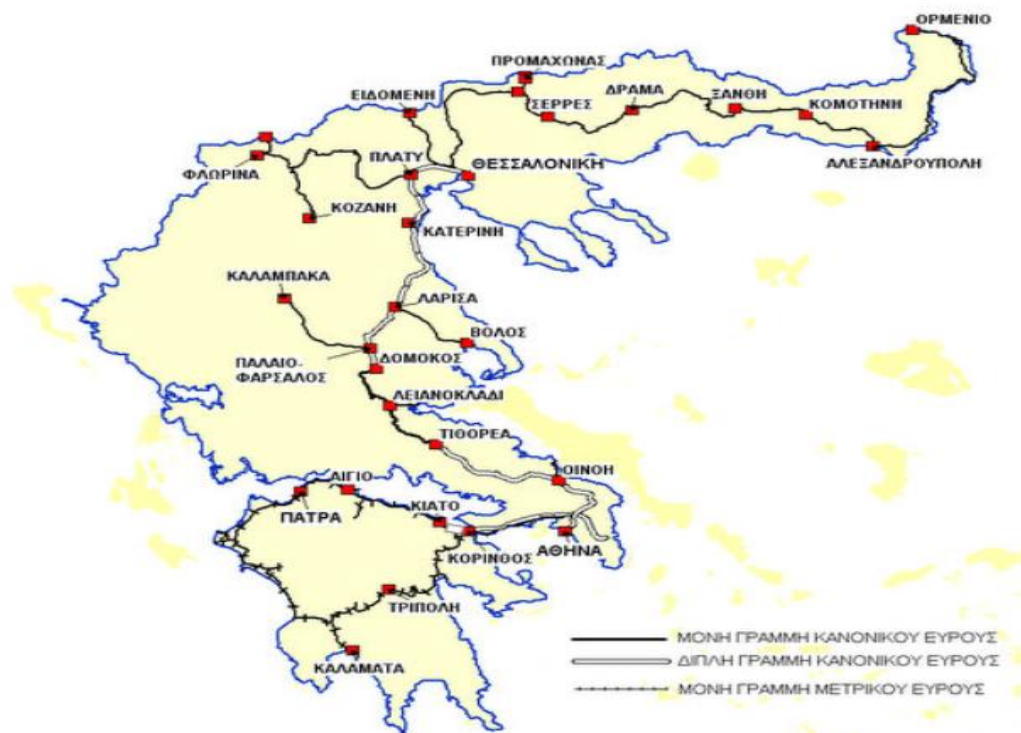 ΟΡΜΕΝΙΟ
ΠΡΟΜΑΧΩΝΑΣ
ΕΙΔΟΜΕΝΗ
ΣΕΡΡΕΣ
ΔΡΑΜΑ
ΞΑΝΘΗ
ΚΟΜΟΤΗΝΗ
ΑΛΕΞΑΝΔΡΟΥΠΟΛΗ
ΦΛΩΡΙΝΑ
ΠΛΑΤΥ
ΘΕΣΣΑΛΟΝΙΚΗ
ΚΟΖΑΝΗ
ΚΑΤΕΡΙΝΗ
ΚΑΛΑΜΠΑΚΑ
ΛΑΡΙΣΑ
ΒΟΛΟΣ
ΠΑΛΑΙΟ-
ΦΑΡΣΑΛΟΣ
ΔΟΜΟΚΟΣ
ΛΕΙΑΝΟΚΛΑΔΙ
ΤΙΘΟΡΕΑ
ΟΙΝΟΗ
ΑΙΓΙΟ
ΠΑΤΡΑ
ΚΙΑΤΟ
ΚΟΡΙΝΘΟΣ
ΑΘΗΝΑ
ΤΡΙΠΟΛΗ
ΚΑΛΑΜΑΤΑ
ΜΟΝΗ ΓΡΑΜΜΗ ΚΑΝΟΝΙΚΟΥ ΕΥΡΟΥΣ
ΔΙΠΛΗ ΓΡΑΜΜΗ ΚΑΝΟΝΙΚΟΥ ΕΥΡΟΥΣ
ΜΟΝΗ ΓΡΑΜΜΗ ΜΕΤΡΙΚΟΥ ΕΥΡΟΥΣ